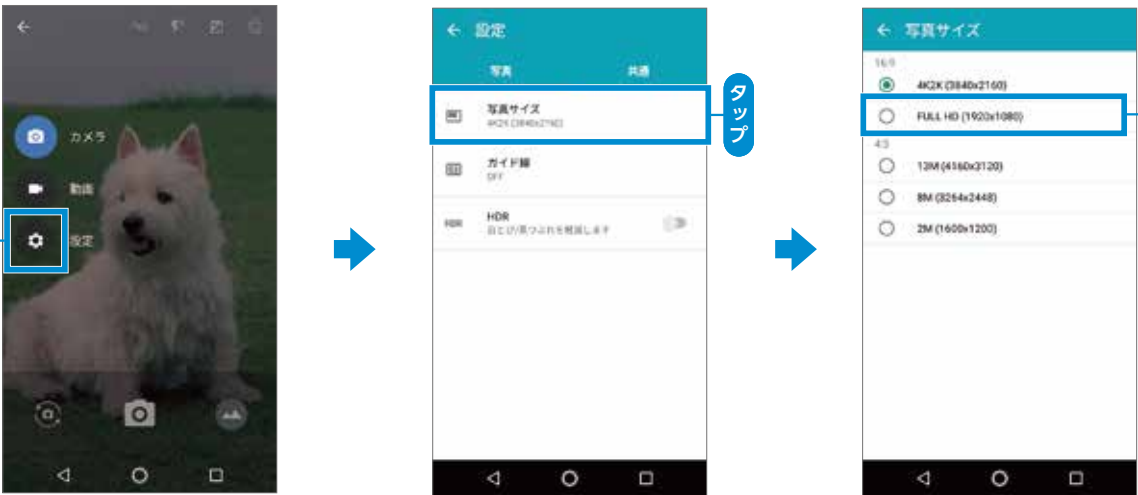 カメラ
動画
設定
設定
写真
共通
写真サイズ
4K2K (3840x2160)
ガイド線
OFF
HDR
HDR
白とび/黒つぶれを軽減します
タップ
写真サイズ
16:9
4K2K (3840x2160)
FULL HD (1920x1080)
4:3
13M (4160x3120)
8M (3264x2448)
2M (1600x1200)